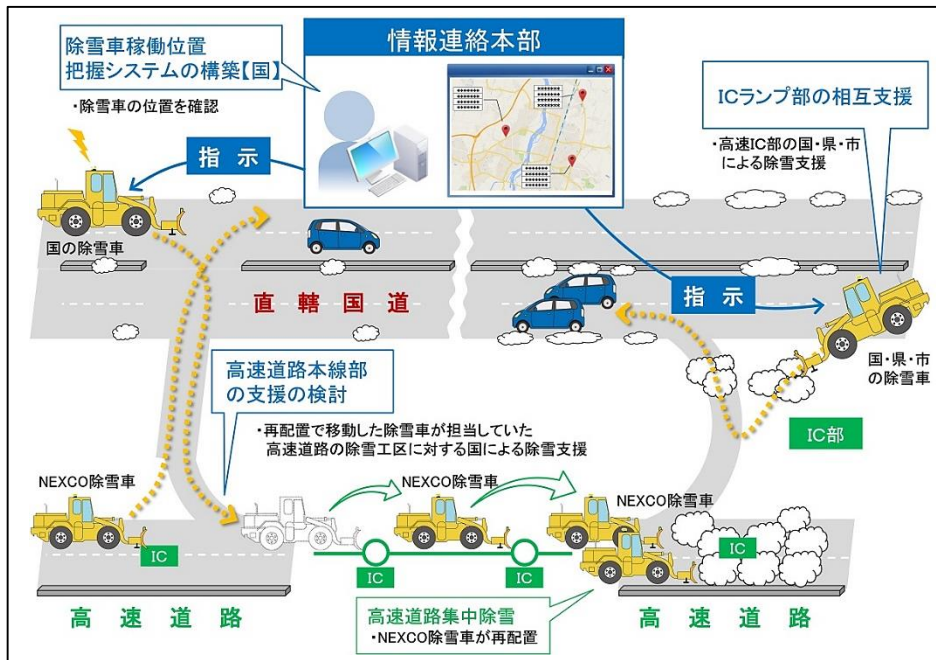 情報連絡本部
除雪車稼働位置
把握システムの構築【国】
・除雪車の位置を確認
指示
国の除雪車
ICランプ部の相互支援
・高速IC部の国・県・市
による除雪支援
指示
直轄国道
国・県・市
の除雪車
IC部
高速道路本線部
の支援の検討
・再配置で移動した除雪車が担当していた
高速道路の除雪工区に対する国による除雪支援
NEXCO除雪車
NEXCO除雪車
NEXCO除雪車
IC
IC
IC
IC
高速道路
高速道路集中除雪
・NEXCO除雪車が再配置
高速道路